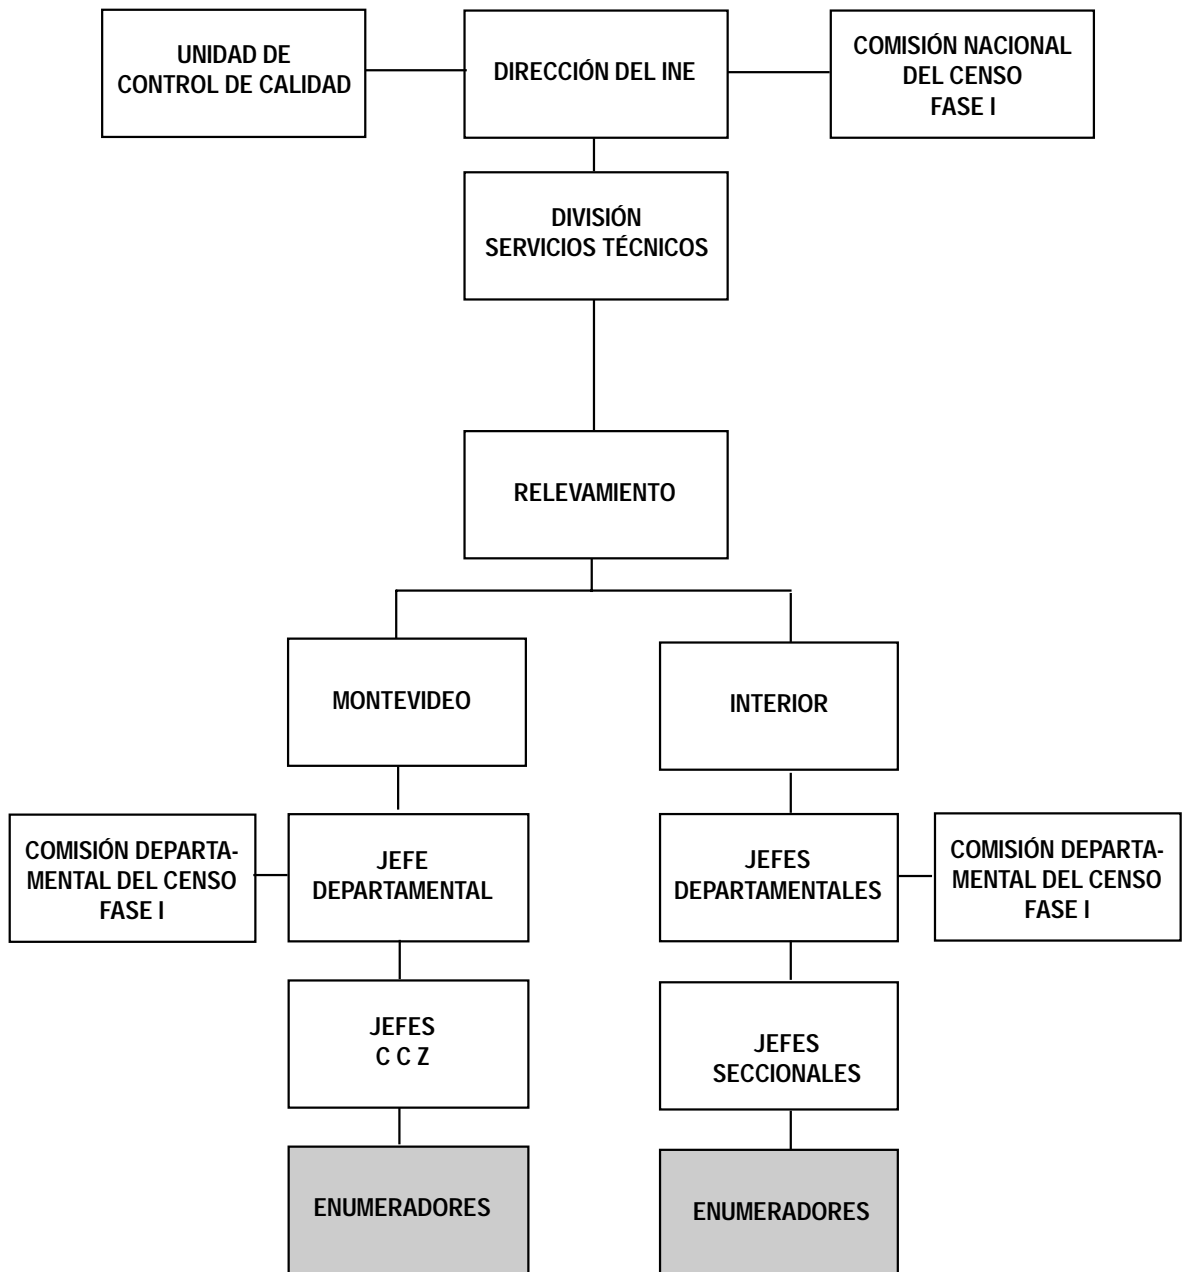 UNIDAD DE
CONTROL DE CALIDAD
DIRECCIÓN DEL INE
COMISIÓN NACIONAL
DEL CENSO
FASE I
DIVISIÓN
SERVICIOS TÉCNICOS
RELEVAMIENTO
MONTEVIDEO
INTERIOR
COMISIÓN DEPARTA-
MENTAL DEL CENSO
FASE I
JEFE
DEPARTAMENTAL
JEFES
DEPARTAMENTALES
COMISIÓN DEPARTA-
MENTAL DEL CENSO
FASE I
JEFES
C C Z
JEFES
SECCIONALES
ENUMERADORES
ENUMERADORES